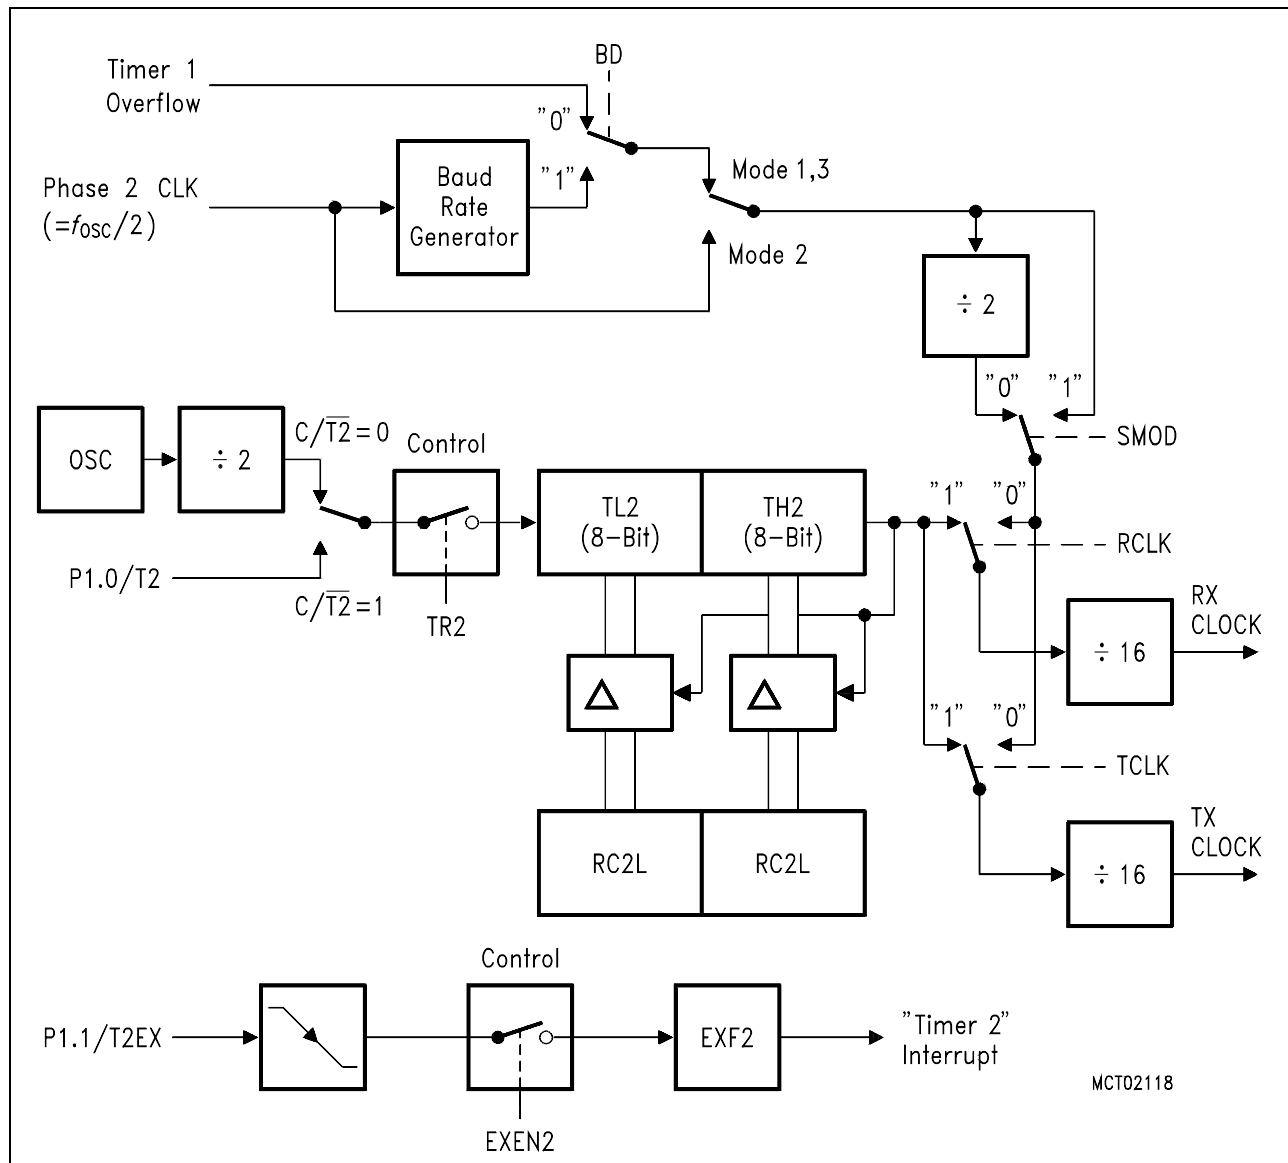 BD
Timer 1
Overflow
"0"
"1"
Phase 2 CLK
(=fOSC/2)
Baud
Rate
Generator
Mode 1,3
Mode 2
÷ 2
"0" "1"
SMOD
OSC
÷ 2
C/T̅2̅=0
Control
P1.0/T2
C/T̅2̅=1
TR2
TL2
(8-Bit)
TH2
(8-Bit)
"1" "0"
RCLK
RX
CLOCK
÷ 16
"1" "0"
TCLK
TX
CLOCK
÷ 16
RC2L
RC2L
Control
P1.1/T2EX
EXF2
"Timer 2"
Interrupt
EXEN2
MCT02118